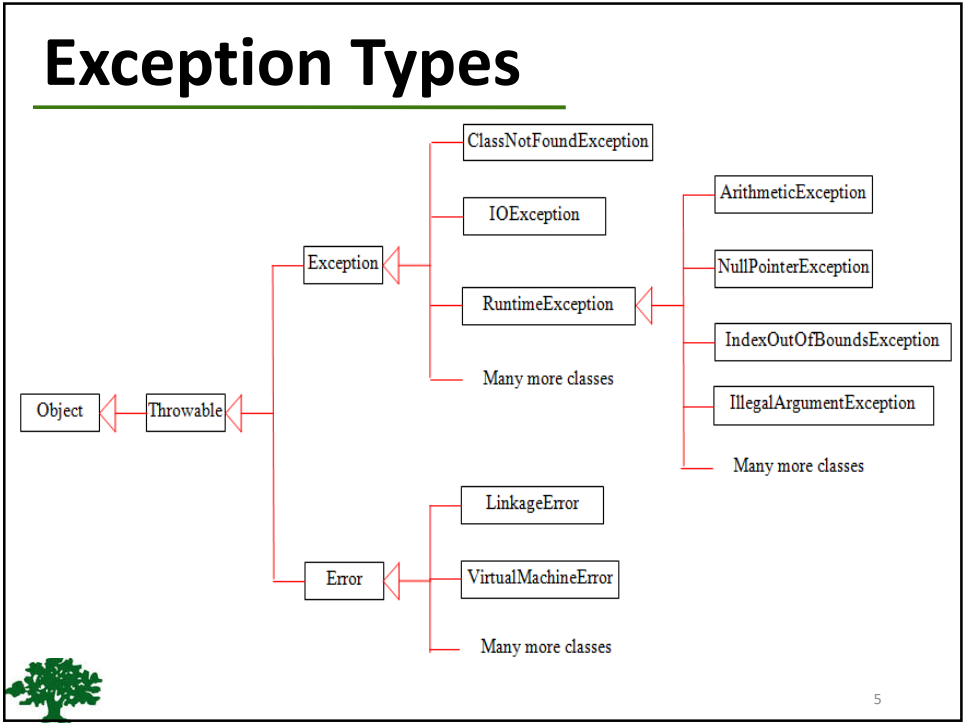 Exception Types
ClassNotFoundException
ArithmeticException
IOException
Exception
NullPointerException
RuntimeException
IndexOutOfBoundsException
Many more classes
Object
Throwable
IllegalArgumentException
Many more classes
LinkageError
Error
VirtualMachineError
Many more classes
5